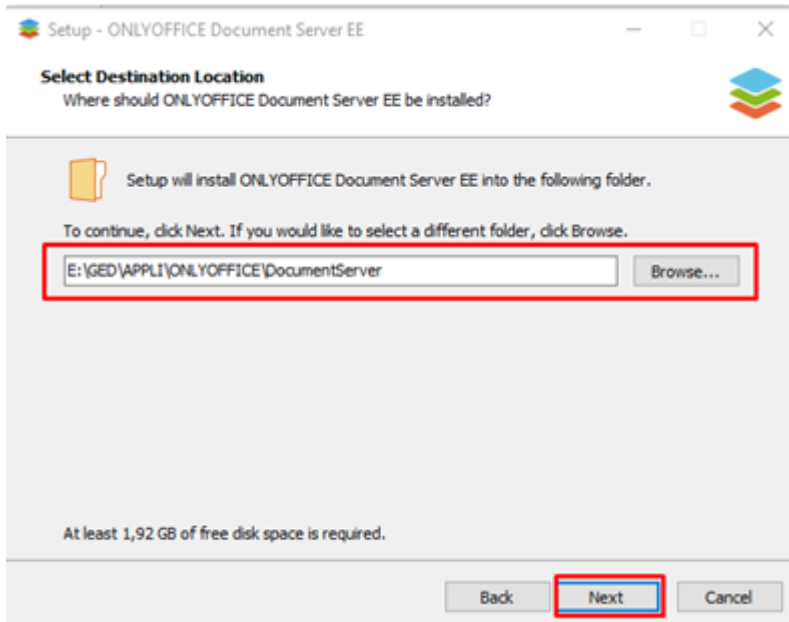 Setup - ONLYOFFICE Document Server EE
Select Destination Location
Where should ONLYOFFICE Document Server EE be installed?
Setup will install ONLYOFFICE Document Server EE into the following folder.
To continue, click Next. If you would like to select a different folder, click Browse.
E:\GED\APPLI\ONLYOFFICE\DocumentServer
Browse...
At least 1,92 GB of free disk space is required.
Back
Next
Cancel